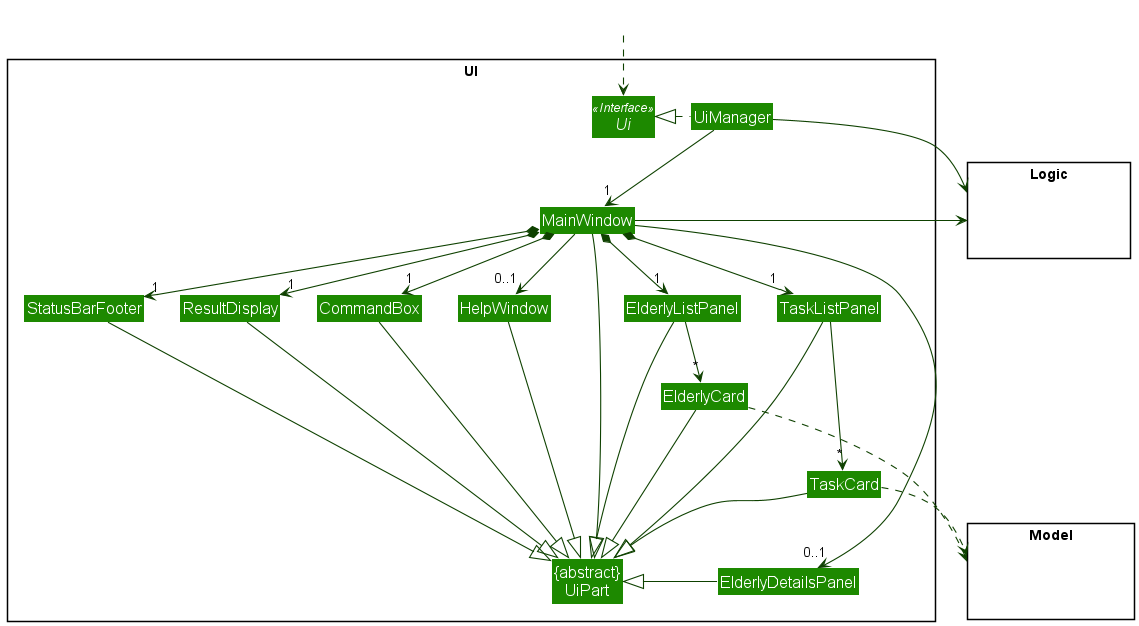 UI
«Interface»
Ui
UiManager
Logic
1
MainWindow
1
1
1
0..1
1
1
StatusBarFooter
ResultDisplay
CommandBox
HelpWindow
ElderlyListPanel
TaskListPanel
*
ElderlyCard
*
TaskCard
Model
0..1
{abstract}
UiPart
ElderlyDetailsPanel